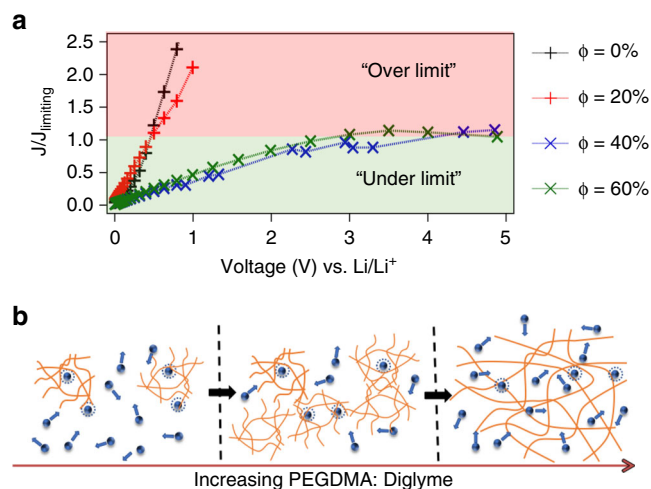 a
J/Jlimiting
2.5
2.0
1.5
1.0
0.5
0.0
"Over limit"
"Under limit"
0 1 2 3 4 5
Voltage (V) vs. Li/Li⁺
ϕ = 0%
ϕ = 20%
ϕ = 40%
ϕ = 60%
b
Increasing PEGDMA: Diglyme